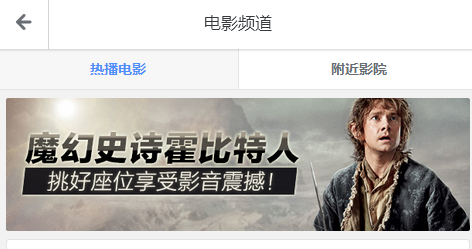 电影频道
热播电影
附近影院
魔幻史诗霍比特人
挑好座位享受影音震撼!